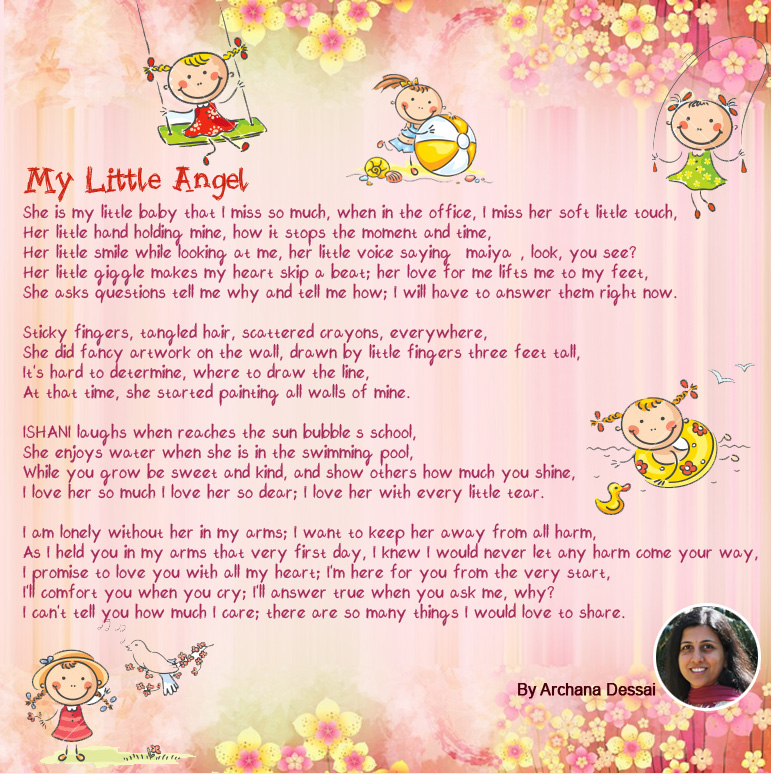 My Little Angel
She is my little baby that I miss so much, when in the office, I miss her soft little touch,
Her little hand holding mine, how it stops the moment and time,
Her little smile while looking at me, her little voice saying maiya , look, you see?
Her little giggle makes my heart skip a beat; her love for me lifts me to my feet,
She asks questions tell me why and tell me how; I will have to answer them right now.
Sticky fingers, tangled hair, scattered crayons, everywhere,
She did fancy artwork on the wall, drawn by little fingers three feet tall,
It's hard to determine, where to draw the line,
At that time, she started painting all walls of mine.
ISHANI laughs when reaches the sun bubble s school,
She enjoys water when she is in the swimming pool,
While you grow be sweet and kind, and show others how much you shine,
I love her so much I love her so dear; I love her with every little tear.
I am lonely without her in my arms; I want to keep her away from all harm,
As I held you in my arms that very first day, I knew I would never let any harm come your way,
I promise to love you with all my heart; I'm here for you from the very start,
I'll comfort you when you cry; I'll answer true when you ask me, why?
I can't tell you how much I care; there are so many things I would love to share.
By Archana Dessai